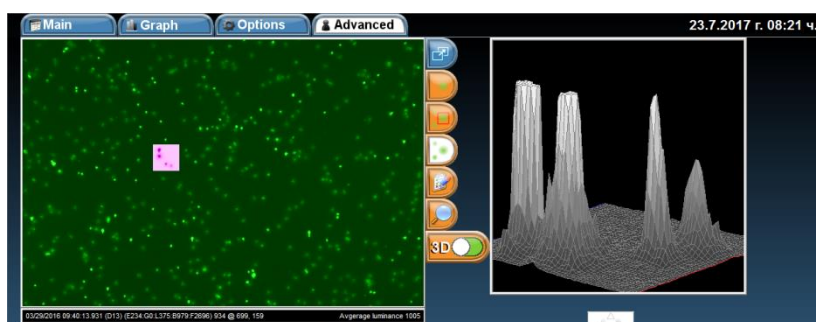 Main Graph Options Advanced 23.7.2017 г. 08:21 ч.
3D
03/29/2016 09:40:13.931 (D13) (E234:G0:L375:B979:F2696) 934 @ 699, 159 Avgerage luminance 1005